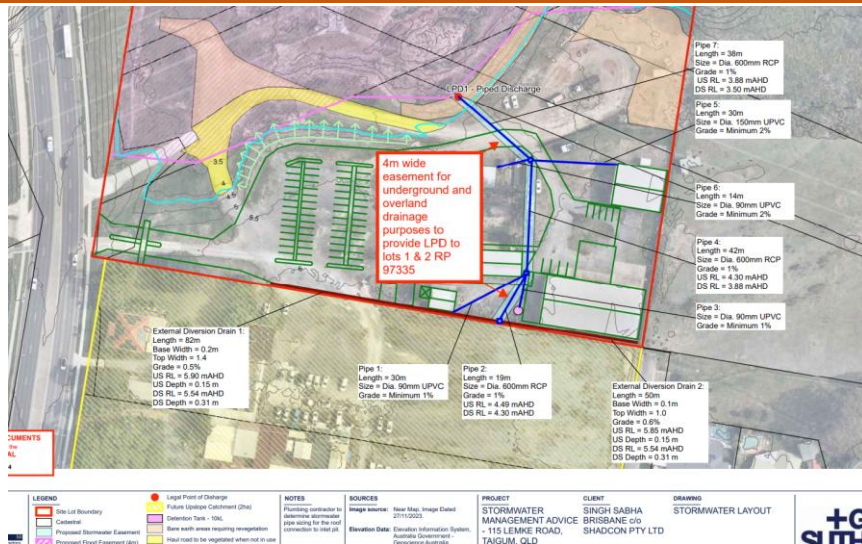 Pipe 7:
Length = 38m
Size = Dia. 600mm RCP
Grade = 1%
US RL = 3.88 mAHD
DS RL = 3.50 mAHD
LPD1 - Piped Discharge
Pipe 5:
Length = 30m
Size = Dia. 150mm UPVC
Grade = Minimum 2%
3.5
4
4.5
5
5.5
4m wide
easement for
underground and
overland
drainage
purposes to
provide LPD to
lots 1 & 2 RP
97335
Pipe 6:
Length = 14m
Size = Dia. 90mm UPVC
Grade = Minimum 2%
Pipe 4:
Length = 42m
Size = Dia. 600mm RCP
Grade = 1%
US RL = 4.30 mAHD
DS RL = 3.88 mAHD
Pipe 3:
Size = Dia. 90mm UPVC
Grade = Minimum 1%
External Diversion Drain 1:
Length = 82m
Base Width = 0.2m
Top Width = 1.4
Grade = 0.5%
US RL = 5.90 mAHD
US Depth = 0.15 m
DS RL = 5.54 mAHD
DS Depth = 0.31 m
Pipe 1:
Length = 30m
Size = Dia. 90mm UPVC
Grade = Minimum 1%
Pipe 2:
Length = 19m
Size = Dia. 600mm RCP
Grade = 1%
US RL = 4.49 mAHD
DS RL = 4.30 mAHD
External Diversion Drain 2:
Length = 50m
Base Width = 0.1m
Top Width = 1.0
Grade = 0.6%
US RL = 5.85 mAHD
US Depth = 0.15 m
DS RL = 5.54 mAHD
DS Depth = 0.31 m
CUMENTS
the
AL
4
LEGEND
Site Lot Boundary
Cadastral
Proposed Stormwater Easement
Proposed Flood Easement (4m)
Legal Point of Disharge
Future Upslope Catchment (2ha)
Detention Tank - 10kL
Bare earth areas requiring revegetation
Haul road to be vegetated when not in use
NOTES
Plumbing contractor to
determine stormwater
pipe sizing for the roof
connection to inlet pit.
SOURCES
Image source: Near Map, Image Dated
27/11/2023.
Elevation Data: Elevation Information System,
Australia Government -
Geoscience Australia
PROJECT
STORMWATER
MANAGEMENT ADVICE
- 115 LEMKE ROAD,
TAIGUM, QLD
CLIENT
SINGH SABHA
BRISBANE c/o
SHADCON PTY LTD
DRAWING
STORMWATER LAYOUT